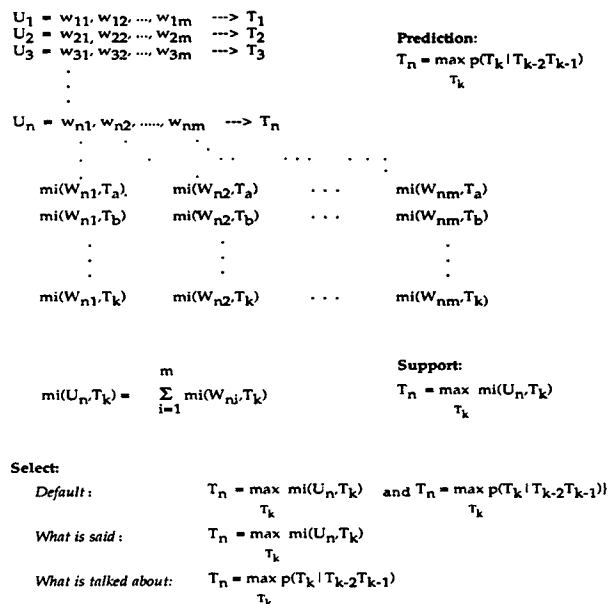 U1 = w11, w12, ..., w1m ---> T1
U2 = w21, w22, ..., w2m ---> T2
U3 = w31, w32, ..., w3m ---> T3
Prediction:
Tn = max p(Tk | Tk-2Tk-1)
Tk
Un = wn1, wn2, ....., wnm ---> Tn
mi(Wn1,Ta) mi(Wn2,Ta) . . . mi(Wnm,Ta)
mi(Wn1,Tb) mi(Wn2,Tb) mi(Wnm,Tb)
mi(Wn1,Tk) mi(Wn2,Tk) . . . mi(Wnm,Tk)
Support:
m
mi(Un,Tk) = Σ mi(Wni,Tk)
i=1
Tn = max mi(Un,Tk)
Tk
Select:
Default : Tn = max mi(Un,Tk) and Tn = max p(Tk | Tk-2Tk-1)}
Tk Tk
What is said : Tn = max mi(Un,Tk)
Tk
What is talked about: Tn = max p(Tk | Tk-2Tk-1)
Tk